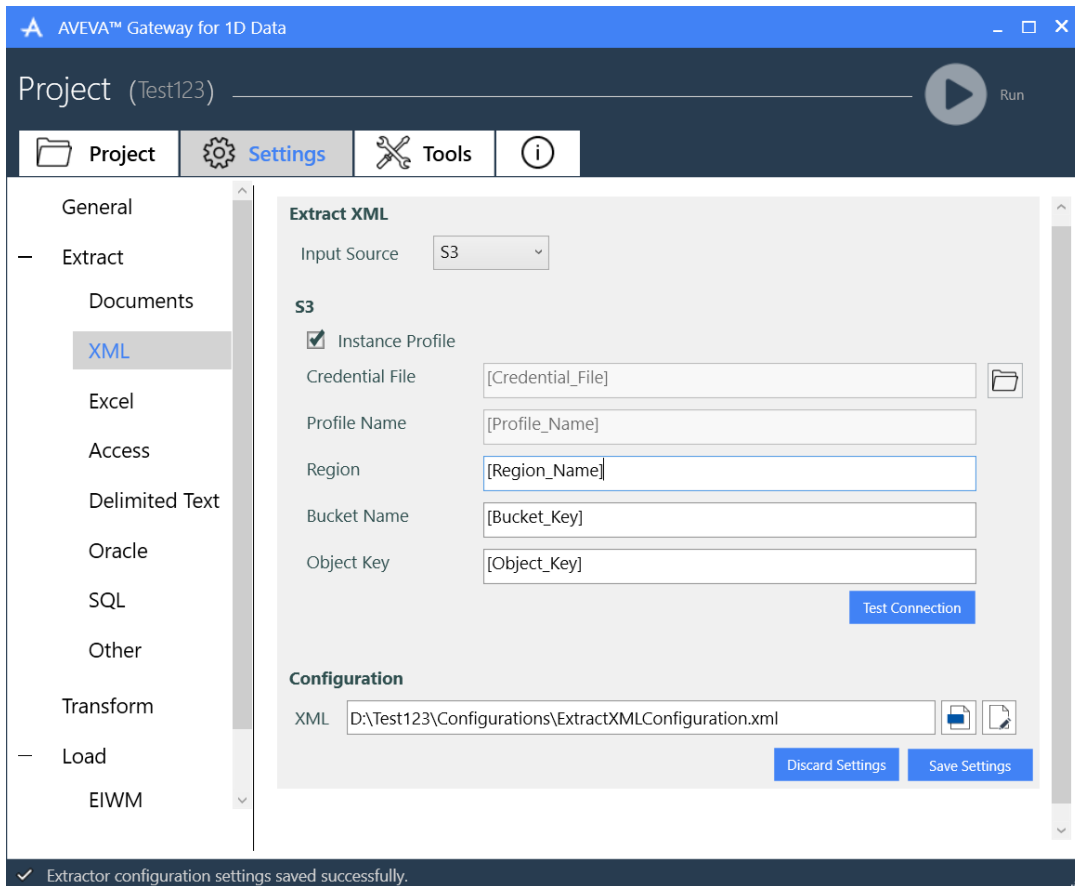 AVEVA™ Gateway for 1D Data
Project (Test123)
Run
Project
Settings
Tools
General
Extract
Documents
XML
Excel
Access
Delimited Text
Oracle
SQL
Other
Transform
Load
EIWM
Extract XML
Input Source S3
S3
Instance Profile
Credential File [Credential_File]
Profile Name [Profile_Name]
Region [Region_Name]
Bucket Name [Bucket_Key]
Object Key [Object_Key]
Test Connection
Configuration
XML D:\Test123\Configurations\ExtractXMLConfiguration.xml
Discard Settings Save Settings
Extractor configuration settings saved successfully.